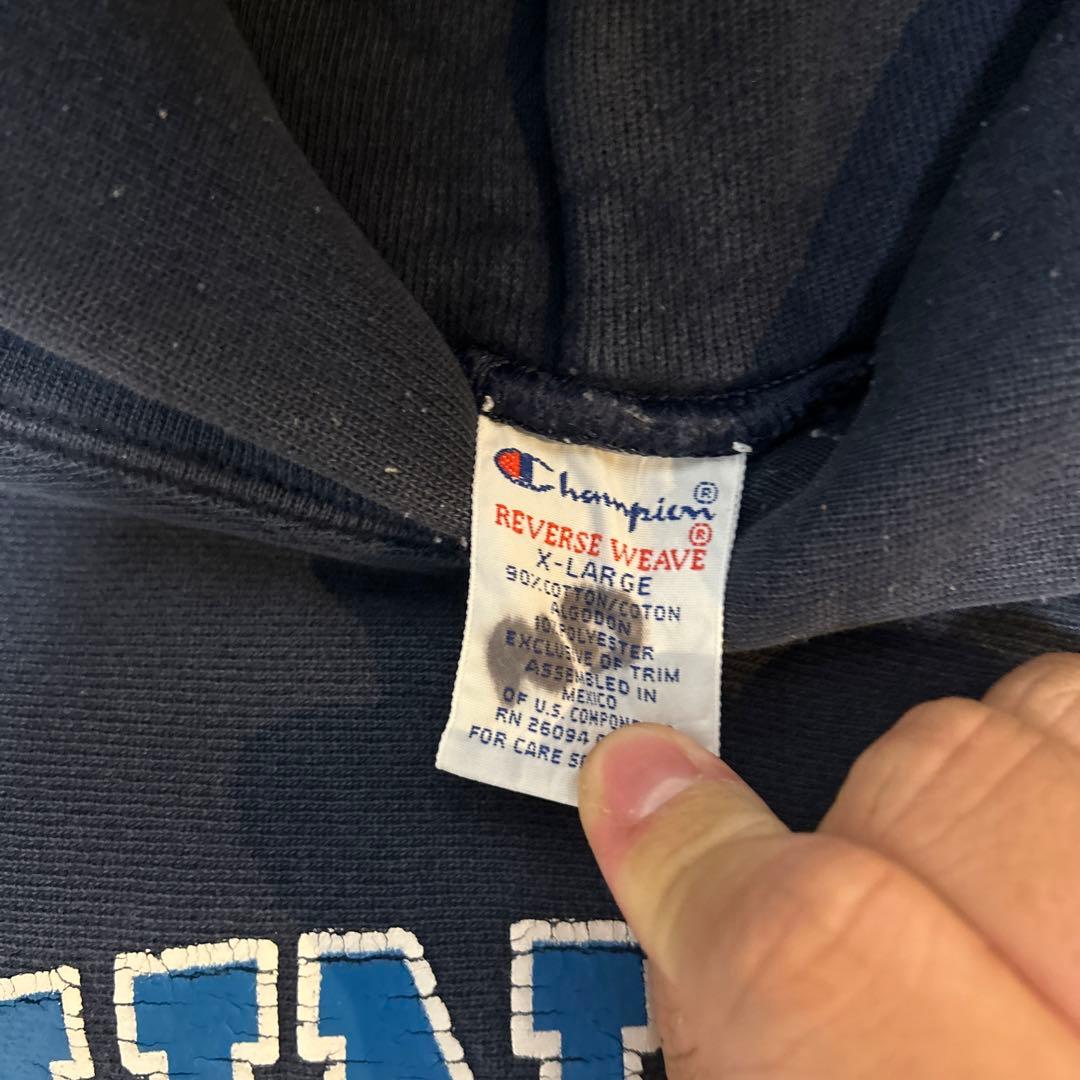 Champion®
REVERSE WEAVE®
X-LARGE
90%COTTON/COTON
ALGODON
10%POLYESTER
EXCLUSIVE OF TRIM
ASSEMBLED IN
MEXICO
OF U.S.
RN 26094
FOR CARE